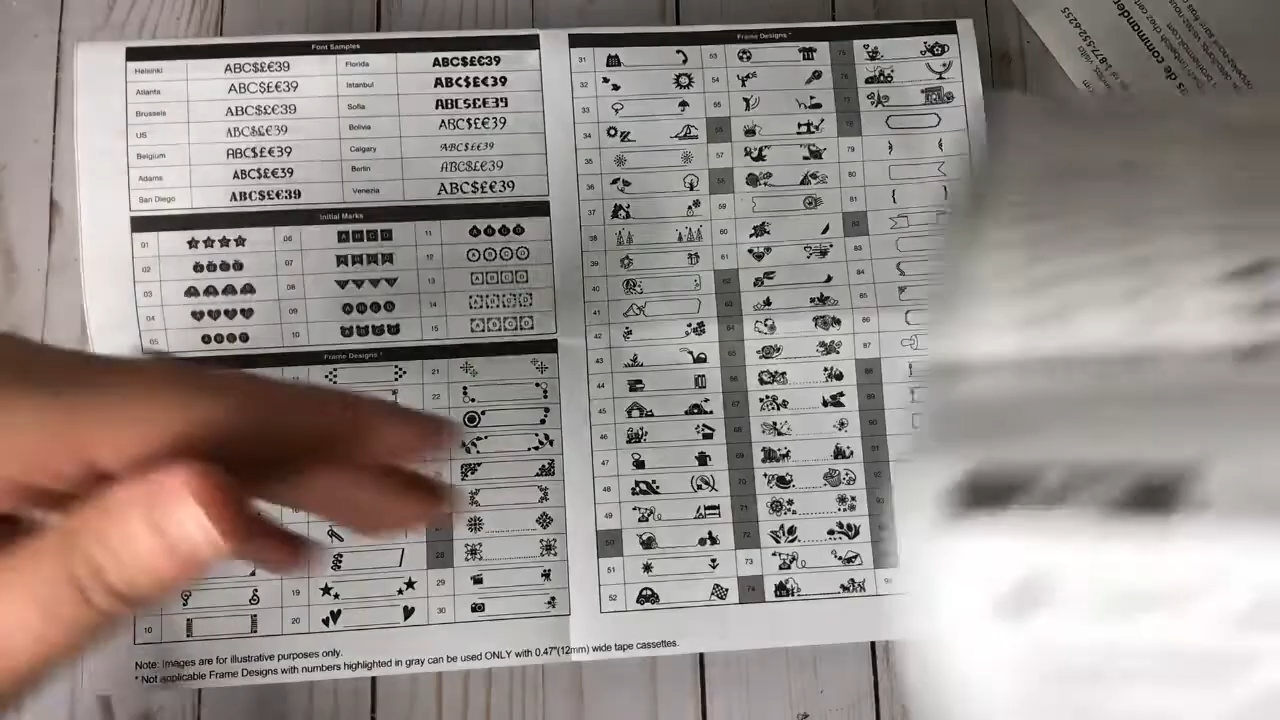 Font Samples
Helsinki ABC$£€39 Florida ABC$£€39
Atlanta ABC$£€39 Istanbul ABC$£€39
Brussels ABC$£€39 Sofia ABC$£€39
US ABC$£€39 Bolivia ABC$£€39
Belgium ABC$£€39 Calgary ABC$£€39
Adams ABC$£€39 Berlin ABC$£€39
San Diego ABC$£€39 Venezia ABC$£€39
Initial Marks
01 06 A B C D 11 A B C D
02 07 12 A B C D
03 08 13 A B C D
04 09 A B C D 14 A B C D
05 A B C D 10 15 A B C D
Frame Designs *
21
22
28
29
19
30
10 20
Frame Designs *
31 53 75
32 54 76
33 55 77
34 56 78
35 57 79
36 58 80
37 59 81
38 60 82
39 61 83
40 62 84
41 63 85
42 64 86
43 65 87
44 66 88
45 67 89
46 68 90
47 69 91
48 70 92
49 71 93
50 72
51 73
52 74
Note: Images are for illustrative purposes only.
* Not applicable Frame Designs with numbers highlighted in gray can be used ONLY with 0.47"(12mm) wide tape cassettes.
de commander
1-877-532-6255